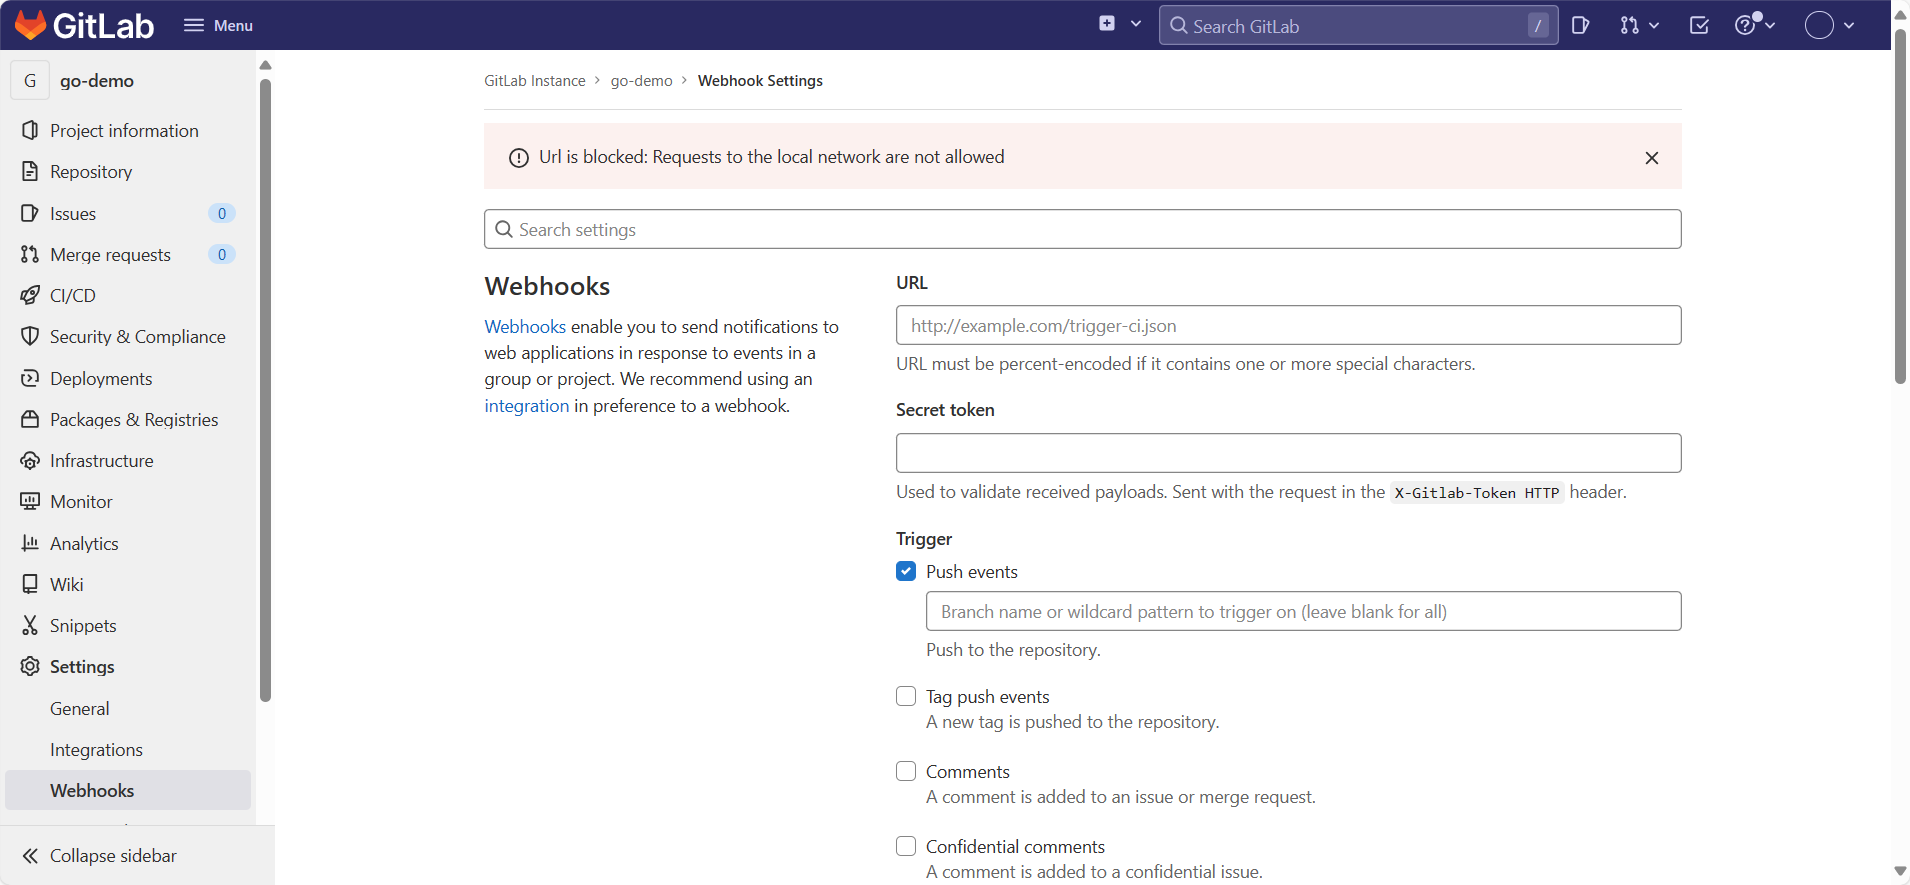 GitLab
Menu
Search GitLab
/
G
go-demo
Project information
Repository
Issues
0
Merge requests
0
CI/CD
Security & Compliance
Deployments
Packages & Registries
Infrastructure
Monitor
Analytics
Wiki
Snippets
Settings
General
Integrations
Webhooks
Collapse sidebar
GitLab Instance > go-demo > Webhook Settings
Url is blocked: Requests to the local network are not allowed
Search settings
Webhooks
Webhooks enable you to send notifications to
web applications in response to events in a
group or project. We recommend using an
integration in preference to a webhook.
URL
http://example.com/trigger-ci.json
URL must be percent-encoded if it contains one or more special characters.
Secret token
Used to validate received payloads. Sent with the request in the X-Gitlab-Token HTTP header.
Trigger
Push events
Branch name or wildcard pattern to trigger on (leave blank for all)
Push to the repository.
Tag push events
A new tag is pushed to the repository.
Comments
A comment is added to an issue or merge request.
Confidential comments
A comment is added to a confidential issue.